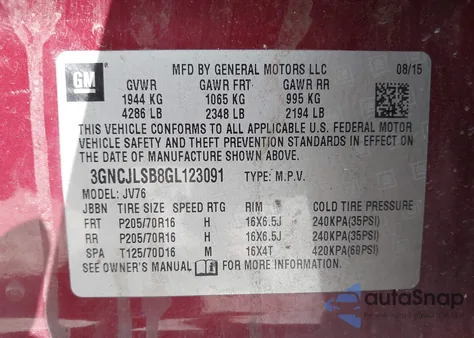 GM
MFD BY GENERAL MOTORS LLC 08/15
GVWR GAWR FRT GAWR RR
1944 KG 1065 KG 995 KG
4286 LB 2348 LB 2194 LB
THIS VEHICLE CONFORMS TO ALL APPLICABLE U.S. FEDERAL MOTOR
VEHICLE SAFETY AND THEFT PREVENTION STANDARDS IN EFFECT ON
THE DATE OF MANUFACTURE SHOWN ABOVE.
3GNCJLSB8GL123091 TYPE: M.P.V.
MODEL: JV76
JBBN TIRE SIZE SPEED RTG RIM COLD TIRE PRESSURE
FRT P205/70R16 H 16X6.5J 240KPA(35PSI)
RR P205/70R16 H 16X6.5J 240KPA(35PSI)
SPA T125/70D16 M 16X4T 420KPA(60PSI)
SEE OWNER'S MANUAL FOR MORE INFORMATION
autoSnap